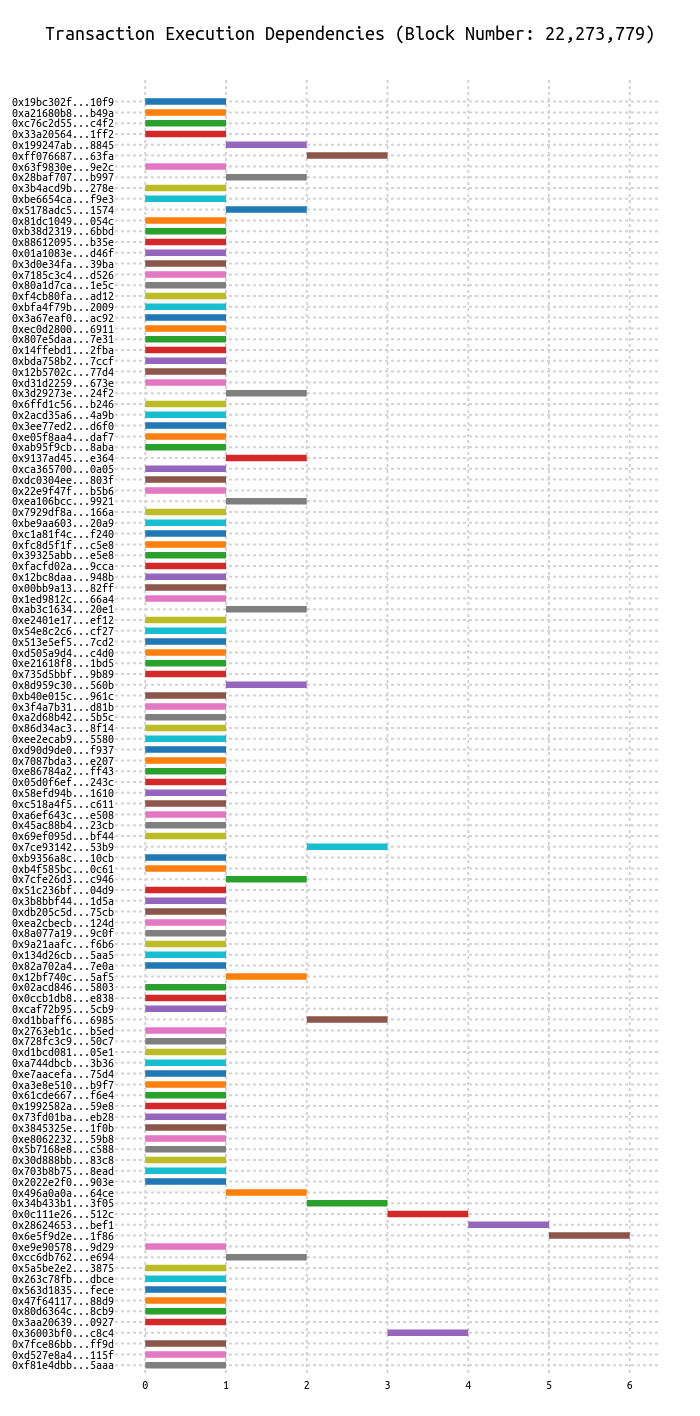 Transaction Execution Dependencies (Block Number: 22,273,779)
0x19bc302f...10f9
0xa21680b8...b49a
0xc76c2d55...c4f2
0x33a20564...1ff2
0x199247ab...8845
0xff076687...63fa
0x63f9830e...9e2c
0x28baf707...b997
0x3b4acd9b...278e
0xbe6654ca...f9e3
0x5178adc5...1574
0x81dc1049...054c
0xb38d2319...6bbd
0x88612095...b35e
0x01a1083e...d46f
0x3d0e34fa...39ba
0x7185c3c4...d526
0x80a1d7ca...1e5c
0xf4cb80fa...ad12
0xbfa4f79b...2009
0x3a67eaf0...ac92
0xec0d2800...6911
0x807e5daa...7e31
0x14ffebd1...2fba
0xbda758b2...7ccf
0x12b5702c...77d4
0xd31d2259...673e
0x3d29273e...24f2
0x6ffd1c56...b246
0x2acd35a6...4a9b
0x3ee77ed2...d6f0
0xe05f8aa4...daf7
0xab95f9cb...8aba
0x9137ad45...e364
0xca365700...0a05
0xdc0304ee...803f
0x22e9f47f...b5b6
0xea106bcc...9921
0x7929df8a...166a
0xbe9aa603...20a9
0xc1a81f4c...f240
0xfc8d5f1f...c5e8
0x39325abb...e5e8
0xfacfd02a...9cca
0x12bc8daa...948b
0x00bb9a13...82ff
0x1ed9812c...66a4
0xab3c1634...20e1
0xe2401e17...ef12
0x54e8c2c6...cf27
0x513e5ef5...7cd2
0xd505a9d4...c4d0
0xe21618f8...1bd5
0x735d5bbf...9b89
0x8d959c30...560b
0xb40e015c...961c
0x3f4a7b31...d81b
0xa2d68b42...5b5c
0x86d34ac3...8f14
0xee2ecab9...5580
0xd90d9de0...f937
0x7087bda3...e207
0xe86784a2...ff43
0x05d0f6ef...243c
0x58efd94b...1610
0xc518a4f5...c611
0xa6ef643c...e508
0x45ac88b4...23cb
0x69ef095d...bf44
0x7ce93142...53b9
0xb9356a8c...10cb
0xb4f585bc...0c61
0x7cfe26d3...c946
0x51c236bf...04d9
0x3b8bbf44...1d5a
0xdb205c5d...75cb
0xea2cbecb...124d
0x8a077a19...9c0f
0x9a21aafc...f6b6
0x134d26cb...5aa5
0x82a702a4...7e0a
0x12bf740c...5af5
0x02acd846...5803
0x0ccb1db8...e838
0xcaf72b95...5cb9
0xd1bbaff6...6985
0x2763eb1c...b5ed
0x728fc3c9...50c7
0xd1bcd081...05e1
0xa744dbcb...3b36
0xe7aacefa...75d4
0xa3e8e510...b9f7
0x61cde667...f6e4
0x1992582a...59e8
0x73fd01ba...eb28
0x3845325e...1f0b
0xe8062232...59b8
0x5b7168e8...c588
0x30d888bb...83c8
0x703b8b75...8ead
0x2022e2f0...903e
0x496a0a0a...64ce
0x34b433b1...3f05
0x0c111e26...512c
0x28624653...bef1
0x6e5f9d2e...1f86
0xe9e90578...9d29
0xcc6db762...e694
0x5a5be2e2...3875
0x263c78fb...dbce
0x563d1835...fece
0x47f64117...88d9
0x80d6364c...8cb9
0x3aa20639...0927
0x36003bf0...c8c4
0x7fce86bb...ff9d
0xd527e8a4...115f
0xf81e4dbb...5aaa
0 1 2 3 4 5 6